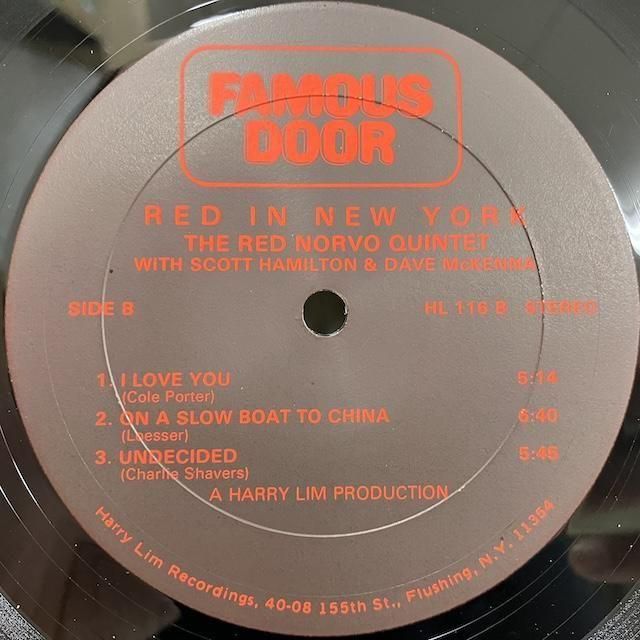 FAMOUS
DOOR
RED IN NEW YORK
THE RED NORVO QUINTET
WITH SCOTT HAMILTON & DAVE McKENNA
SIDE B HL 116 B STEREO
1. I LOVE YOU 5:14
(Cole Porter)
2. ON A SLOW BOAT TO CHINA 6:40
(Loesser)
3. UNDECIDED 5:45
(Charlie Shavers)
A HARRY LIM PRODUCTION
Harry Lim Recordings, 40-08 155th St., Flushing, N.Y. 11354